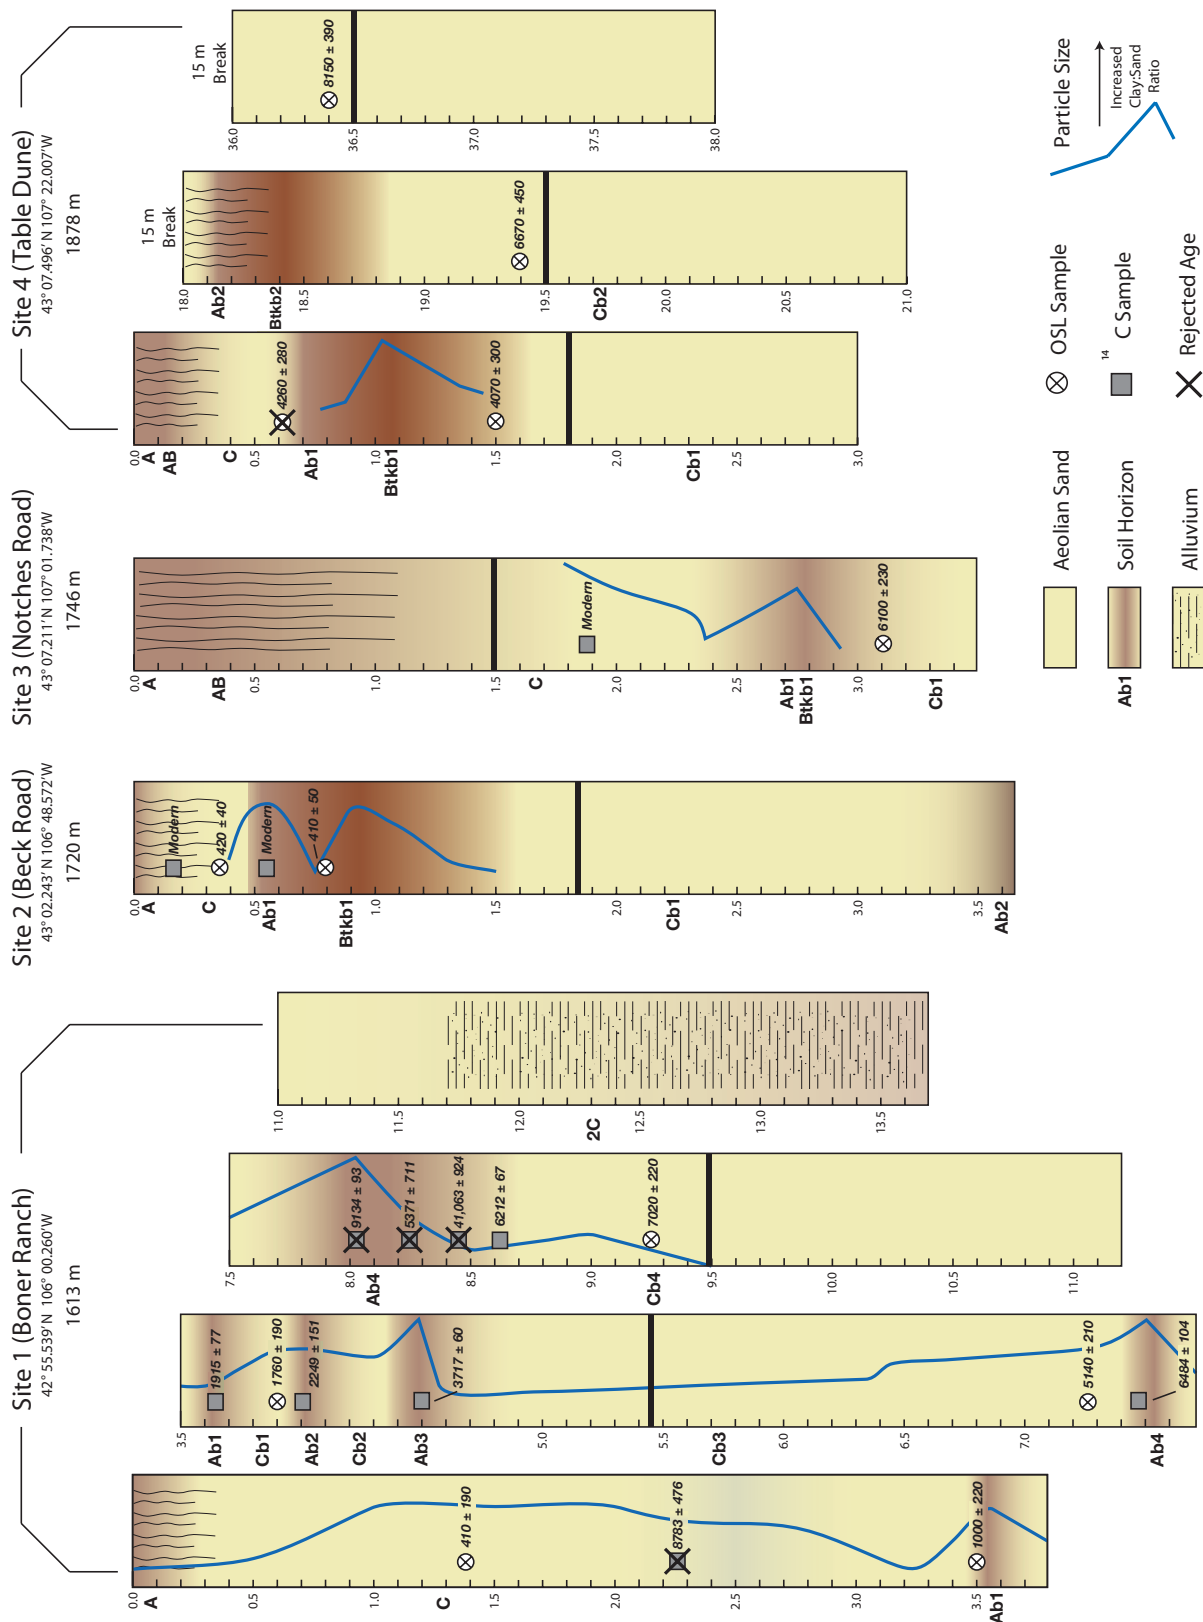 Site 1 (Boner Ranch)
42° 55.539’N 106° 00.260’W
1613 m
0.0
0.5
1.0
1.5
2.0
2.5
3.0
3.5
A
C
Ab1
410 ± 190
8783 ± 476
1000 ± 220
3.5
4.0
4.5
5.0
5.5
6.0
6.5
7.0
Ab1
Cb1
Ab2
Cb2
Ab3
Cb3
Ab4
1915 ± 77
1760 ± 190
2249 ± 151
3717 ± 60
5140 ± 210
6484 ± 104
7.5
8.0
8.5
9.0
9.5
10.0
10.5
11.0
Ab4
Cb4
9134 ± 93
5371 ± 711
41,063 ± 924
6212 ± 67
7020 ± 220
11.0
11.5
12.0
12.5
13.0
13.5
2C
Site 2 (Beck Road)
43° 02.243’ N 106° 48.572’W
1720 m
0.0
0.5
1.0
1.5
2.0
2.5
3.0
3.5
A
C
Ab1
Btkb1
Cb1
Ab2
Modern
420 ± 40
Modern
410 ± 50
Site 3 (Notches Road)
43° 07.211’N 107° 01.738’W
1746 m
0.0
0.5
1.0
1.5
2.0
2.5
3.0
A
AB
C
Ab1
Btkb1
Cb1
Modern
6100 ± 230
Site 4 (Table Dune)
43° 07.496’ N 107° 22.007’W
1878 m
0.0
0.5
1.0
1.5
2.0
2.5
3.0
A
AB
C
Ab1
Btkb1
Cb1
4260 ± 280
4070 ± 300
15 m
Break
18.0
18.5
19.0
19.5
20.0
20.5
21.0
Ab2
Btkb2
Cb2
6670 ± 450
15 m
Break
36.0
36.5
37.0
37.5
38.0
8150 ± 390
Aeolian Sand
Ab1
Soil Horizon
Alluvium
OSL Sample
14 C Sample
Rejected Age
Particle Size
Increased
Clay:Sand
Ratio